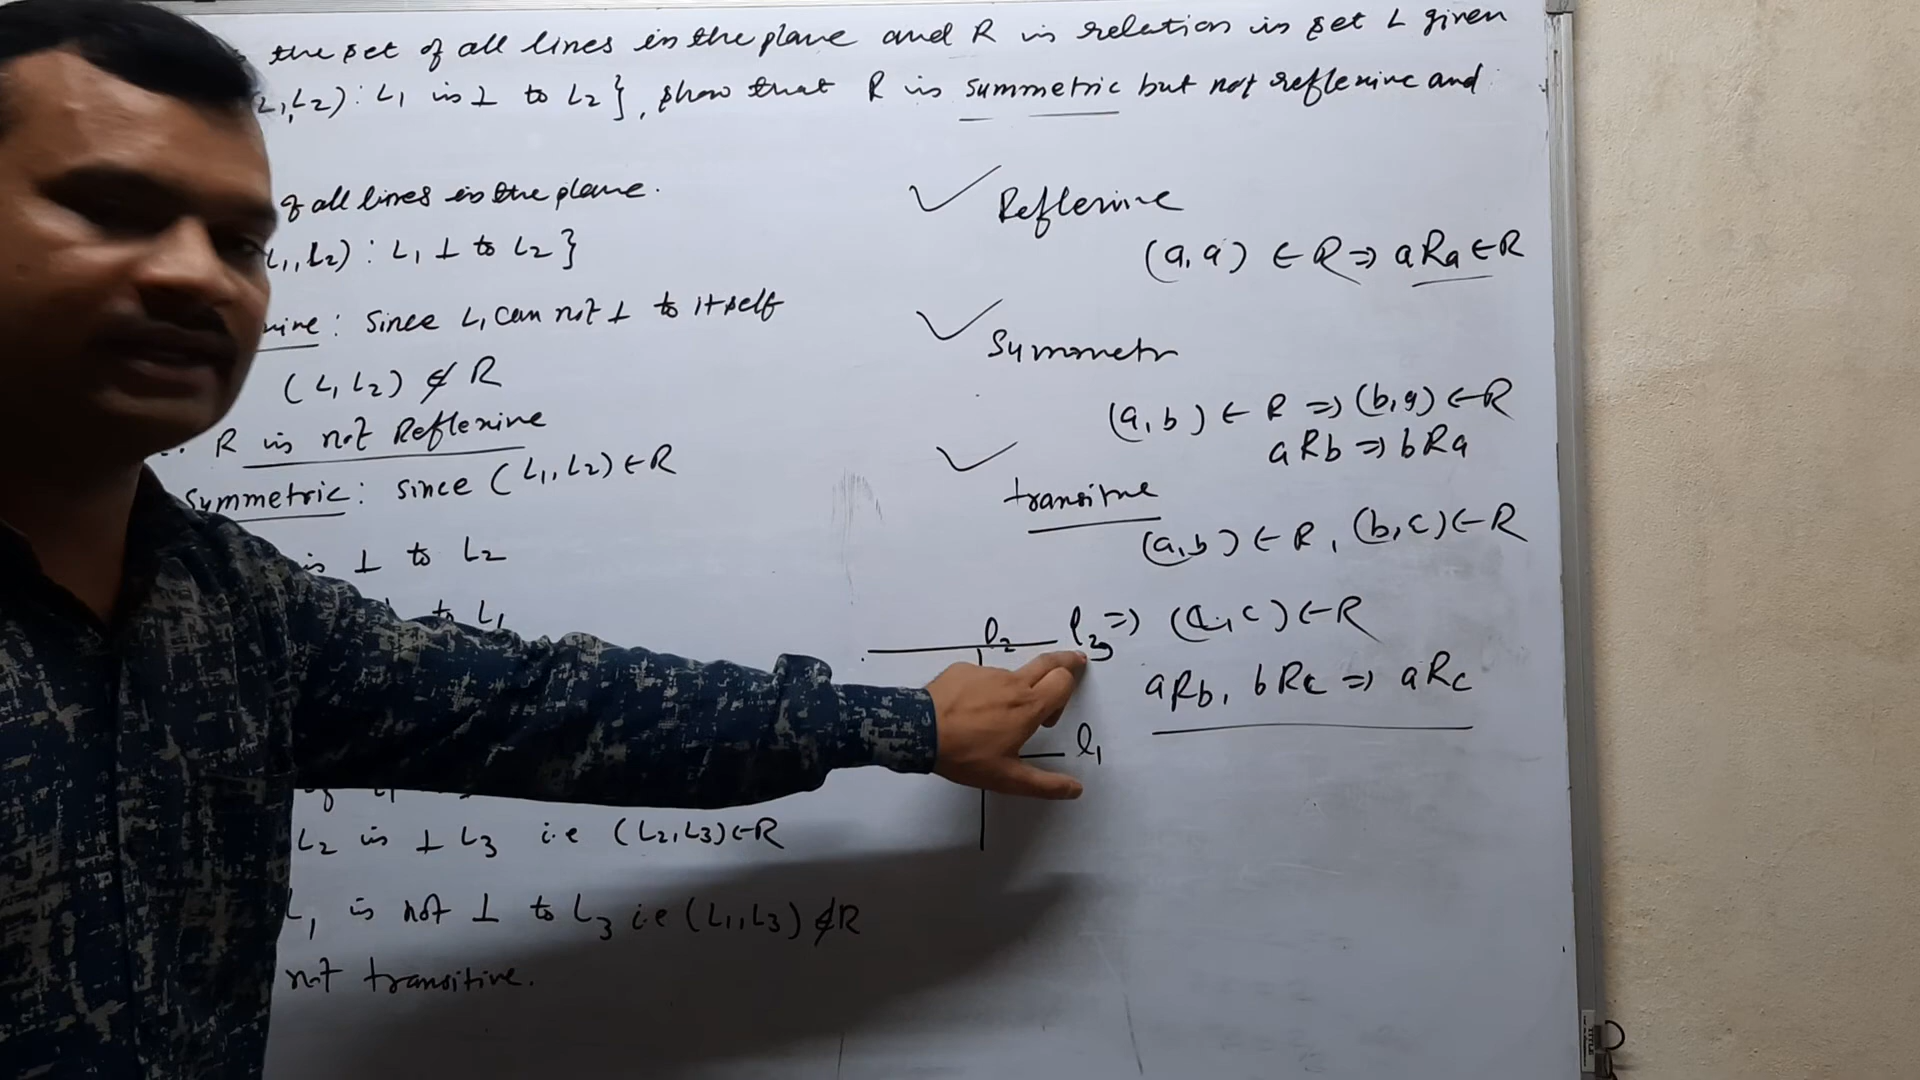 the set of all lines in the plane and R is relation in set L given
L1,L2) : L1 is ⊥ to L2 }, show that R is symmetric but not reflexive and
of all lines in the plane.
L1,L2) : L1 ⊥ to L2 }
: Since L1 can not ⊥ to itself
(L1 L2) ∉ R
R is not Reflexive
Symmetric : since (L1,L2) ∈ R
is ⊥ to L2
to L1
L2 is ⊥ L3 i.e (L2,L3) ∈ R
L1 is not ⊥ to L3 i.e (L1,L3) ∉ R
not transitive.
✓ Reflexive
(a,a) ∈ R ⇒ aRa ∈ R
✓ Symmetr
(a,b) ∈ R ⇒ (b,a) ∈ R
aRb ⇒ bRa
✓ transitive
(a,b) ∈ R, (b,c) ∈ R
⇒ (a,c) ∈ R
aRb, bRc ⇒ aRc
l2
l3
l1